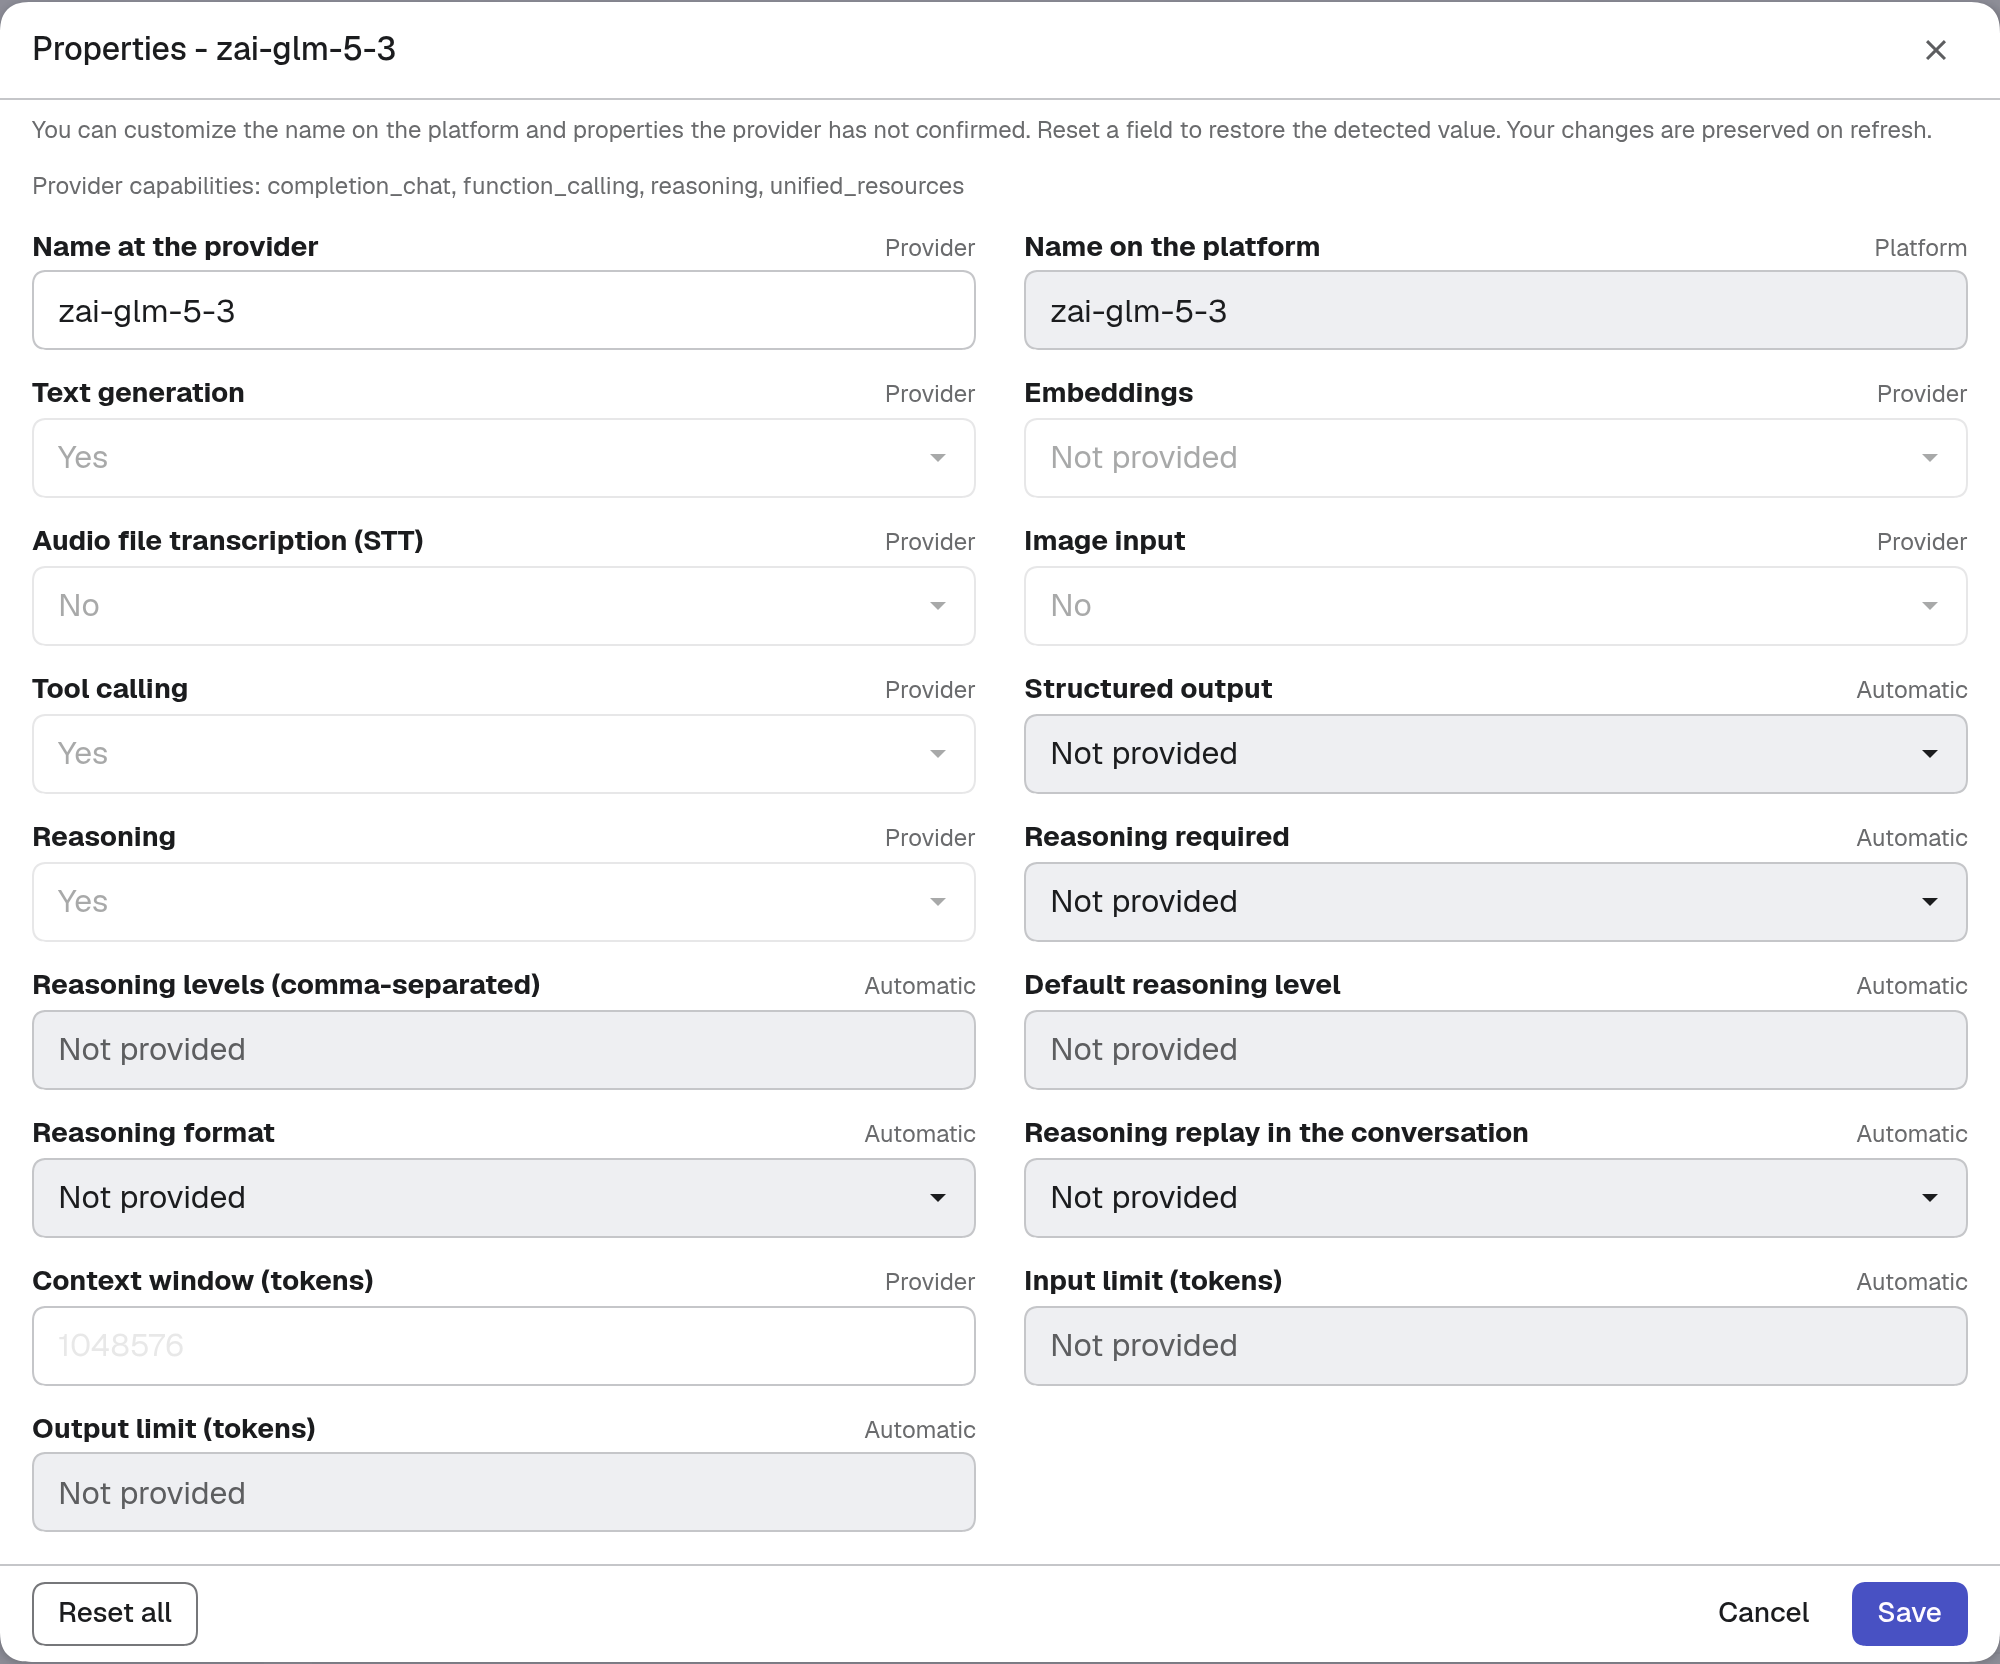 Properties - zai-glm-5-3
You can customize the name on the platform and properties the provider has not confirmed. Reset a field to restore the detected value. Your changes are preserved on refresh.
Provider capabilities: completion_chat, function_calling, reasoning, unified_resources
Name at the provider Provider
zai-glm-5-3
Name on the platform Platform
zai-glm-5-3
Text generation Provider
Yes
Embeddings Provider
Not provided
Audio file transcription (STT) Provider
No
Image input Provider
No
Tool calling Provider
Yes
Structured output Automatic
Not provided
Reasoning Provider
Yes
Reasoning required Automatic
Not provided
Reasoning levels (comma-separated) Automatic
Not provided
Default reasoning level Automatic
Not provided
Reasoning format Automatic
Not provided
Reasoning replay in the conversation Automatic
Not provided
Context window (tokens) Provider
1048576
Input limit (tokens) Automatic
Not provided
Output limit (tokens) Automatic
Not provided
Reset all
Cancel
Save